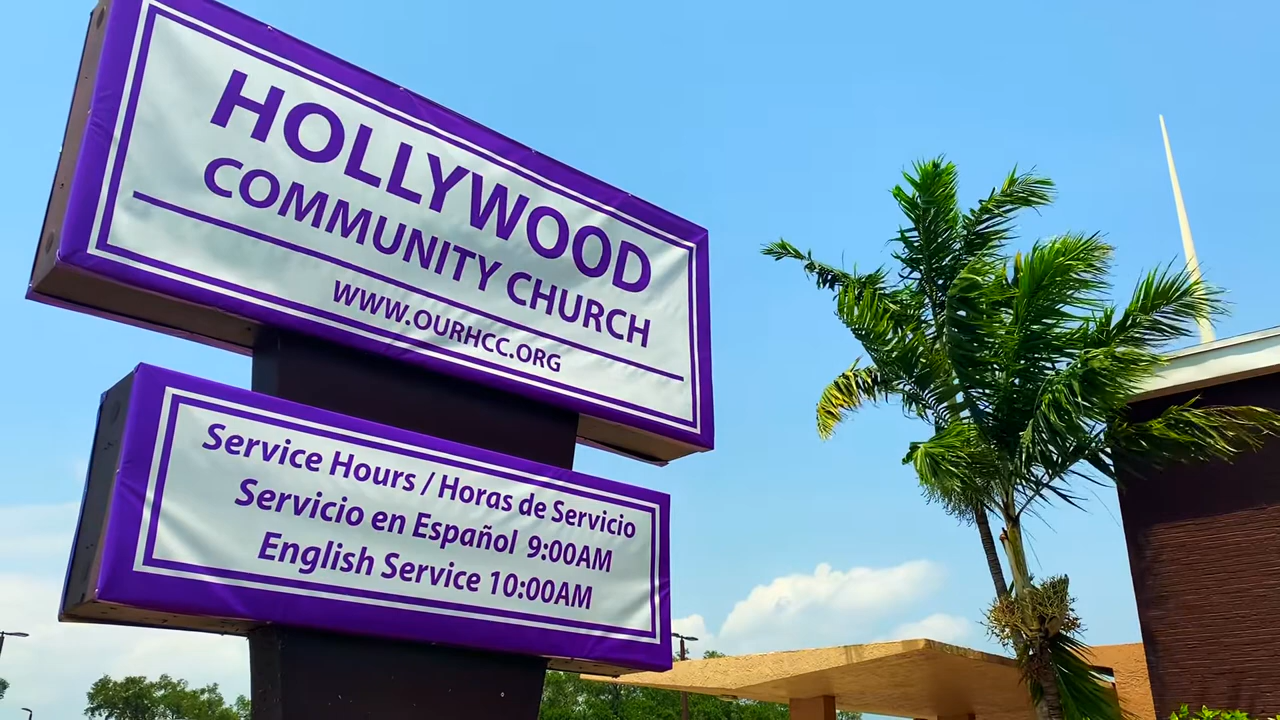 HOLLYWOOD
COMMUNITY CHURCH
WWW.OURHCC.ORG
Service Hours / Horas de Servicio
Servicio en Español 9:00AM
English Service 10:00AM